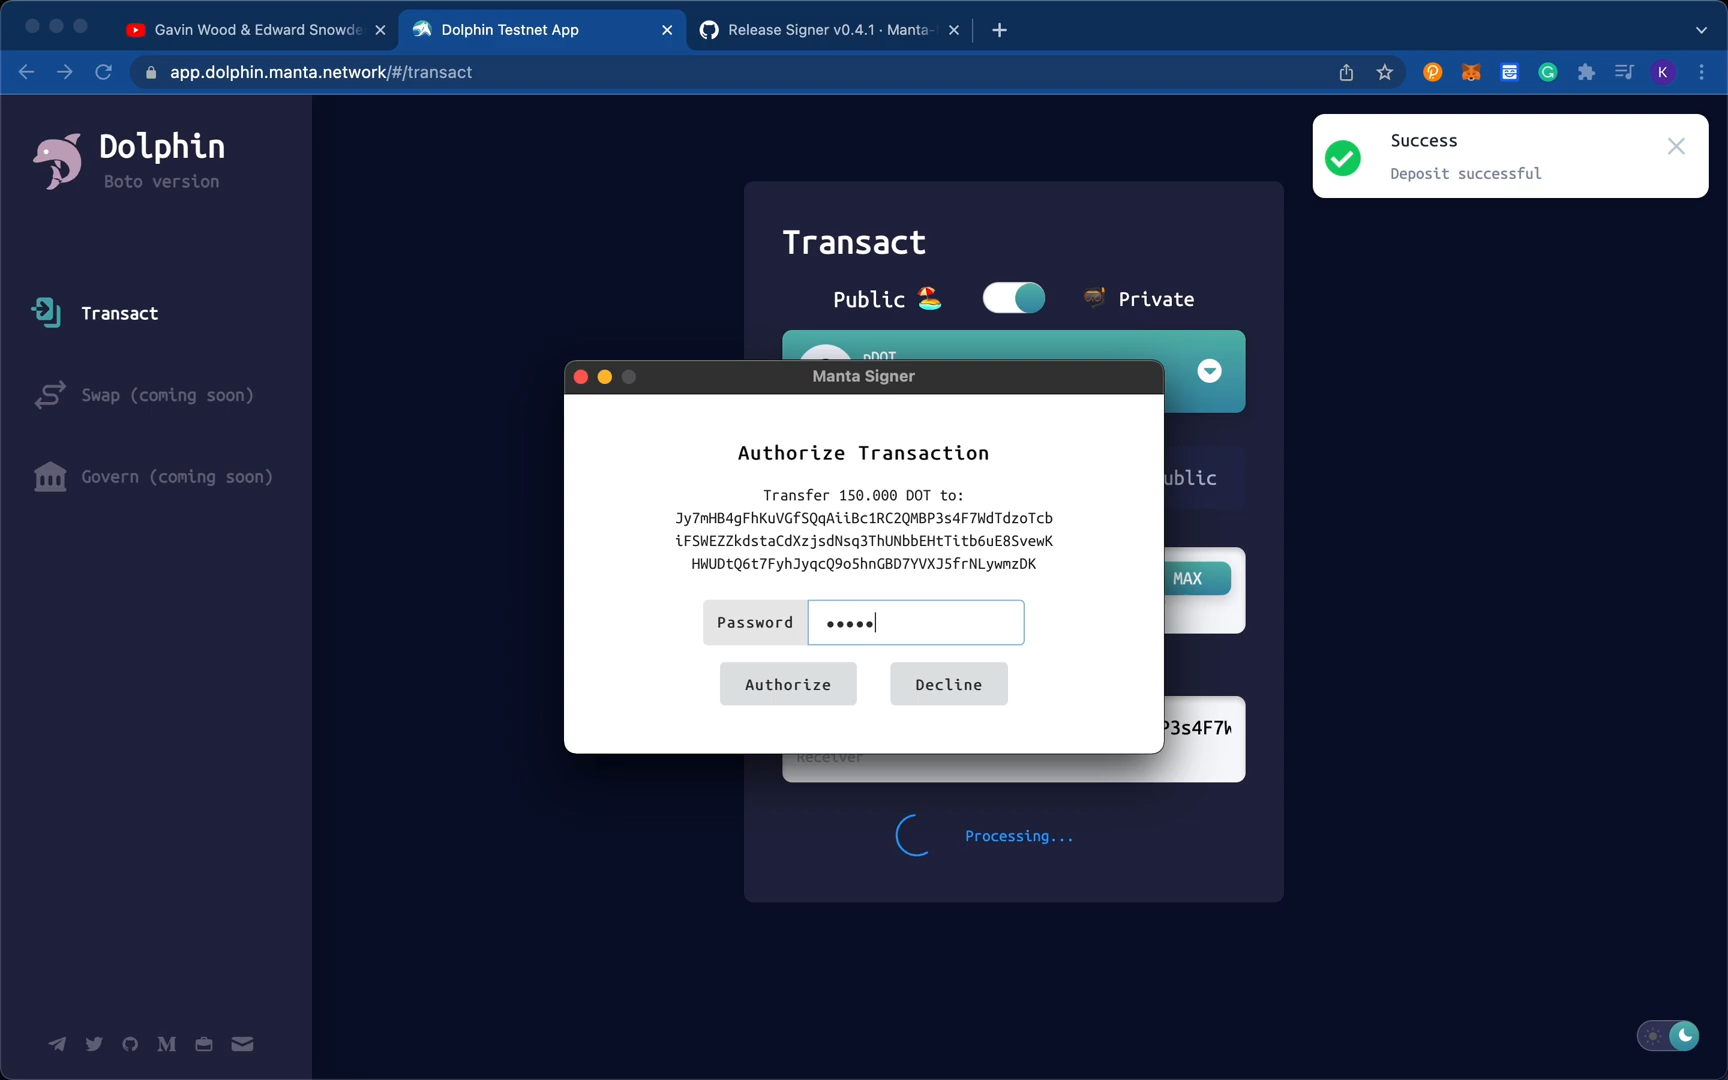 Gavin Wood & Edward Snowde
Dolphin Testnet App
Release Signer v0.4.1 · Manta-
app.dolphin.manta.network/#/transact
K
Dolphin
Boto version
Success
Deposit successful
Transact
Public
Private
pDOT
Transact
Swap (coming soon)
Govern (coming soon)
Manta Signer
Authorize Transaction
Transfer 150.000 DOT to:
Jy7mHB4gFhKuVGfSQqAiiBc1RC2QMBP3s4F7WdTdzoTcb
iFSWEZZkdstaCdXzjsdNsq3ThUNbbEHtTitb6uE8SvewK
HWUDtQ6t7FyhJyqcQ9o5hnGBD7YVXJ5frNLywmzDK
ublic
MAX
Password •••••
Authorize
Decline
P3s4F7W
Receiver
Processing...